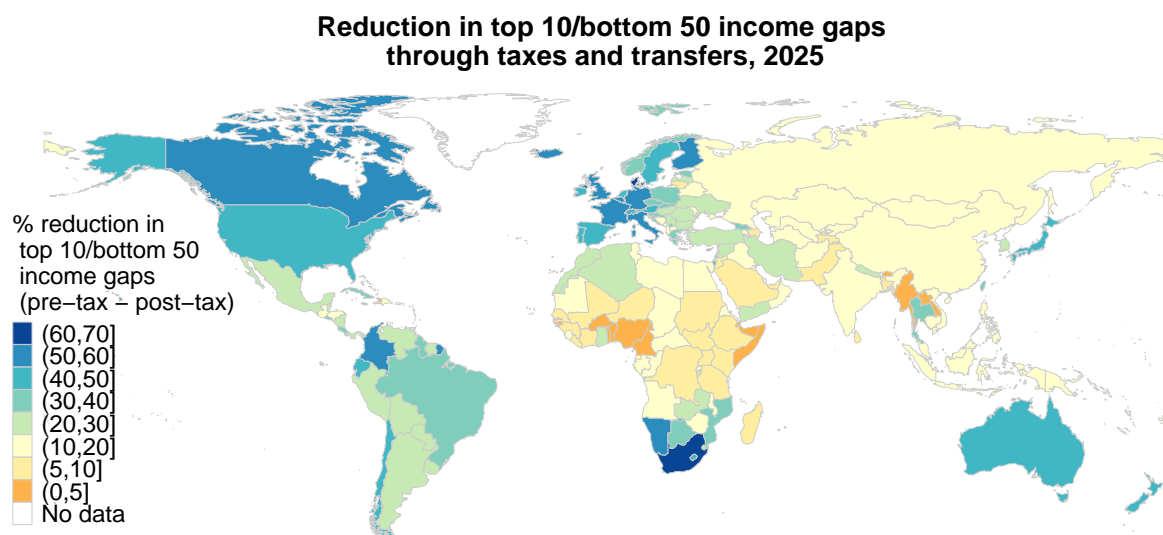 Reduction in top 10/bottom 50 income gaps
through taxes and transfers, 2025
% reduction in
top 10/bottom 50
income gaps
(pre−tax − post−tax)
(60,70]
(50,60]
(40,50]
(30,40]
(20,30]
(10,20]
(5,10]
(0,5]
No data